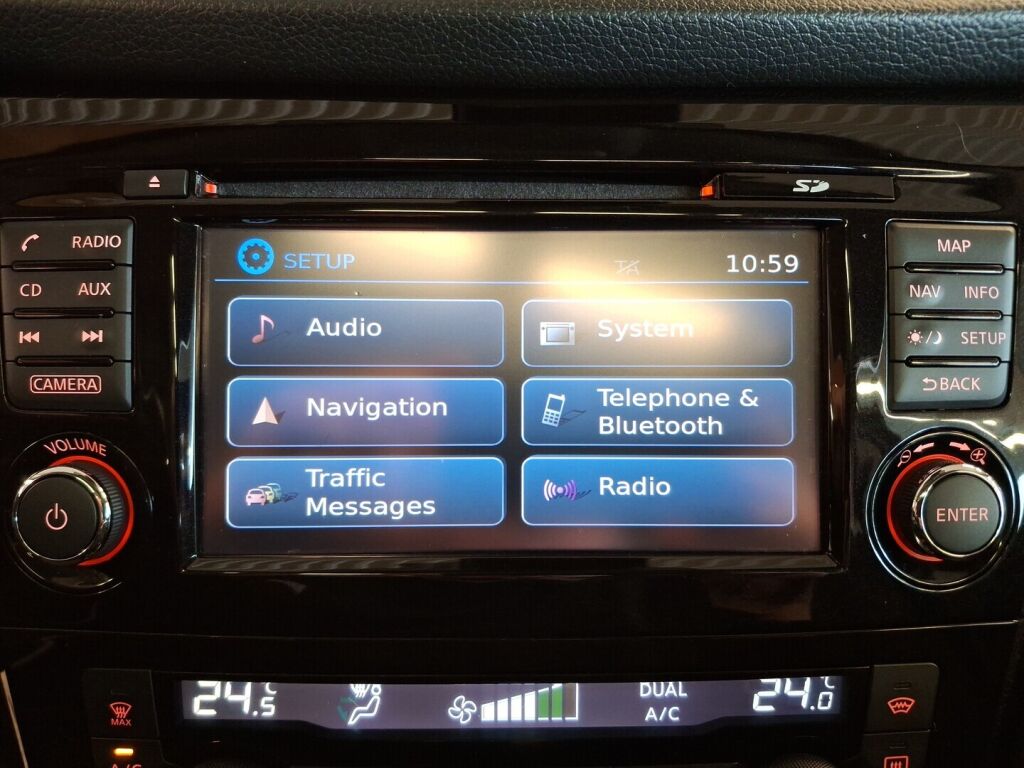 SD
RADIO
CD AUX
CAMERA
VOLUME
SETUP
TA
10:59
Audio
System
Navigation
Telephone &
Bluetooth
Traffic
Messages
Radio
MAP
NAV INFO
SETUP
BACK
ENTER
MAX
24.5 °C
DUAL
A/C
24.0 °C
A/C